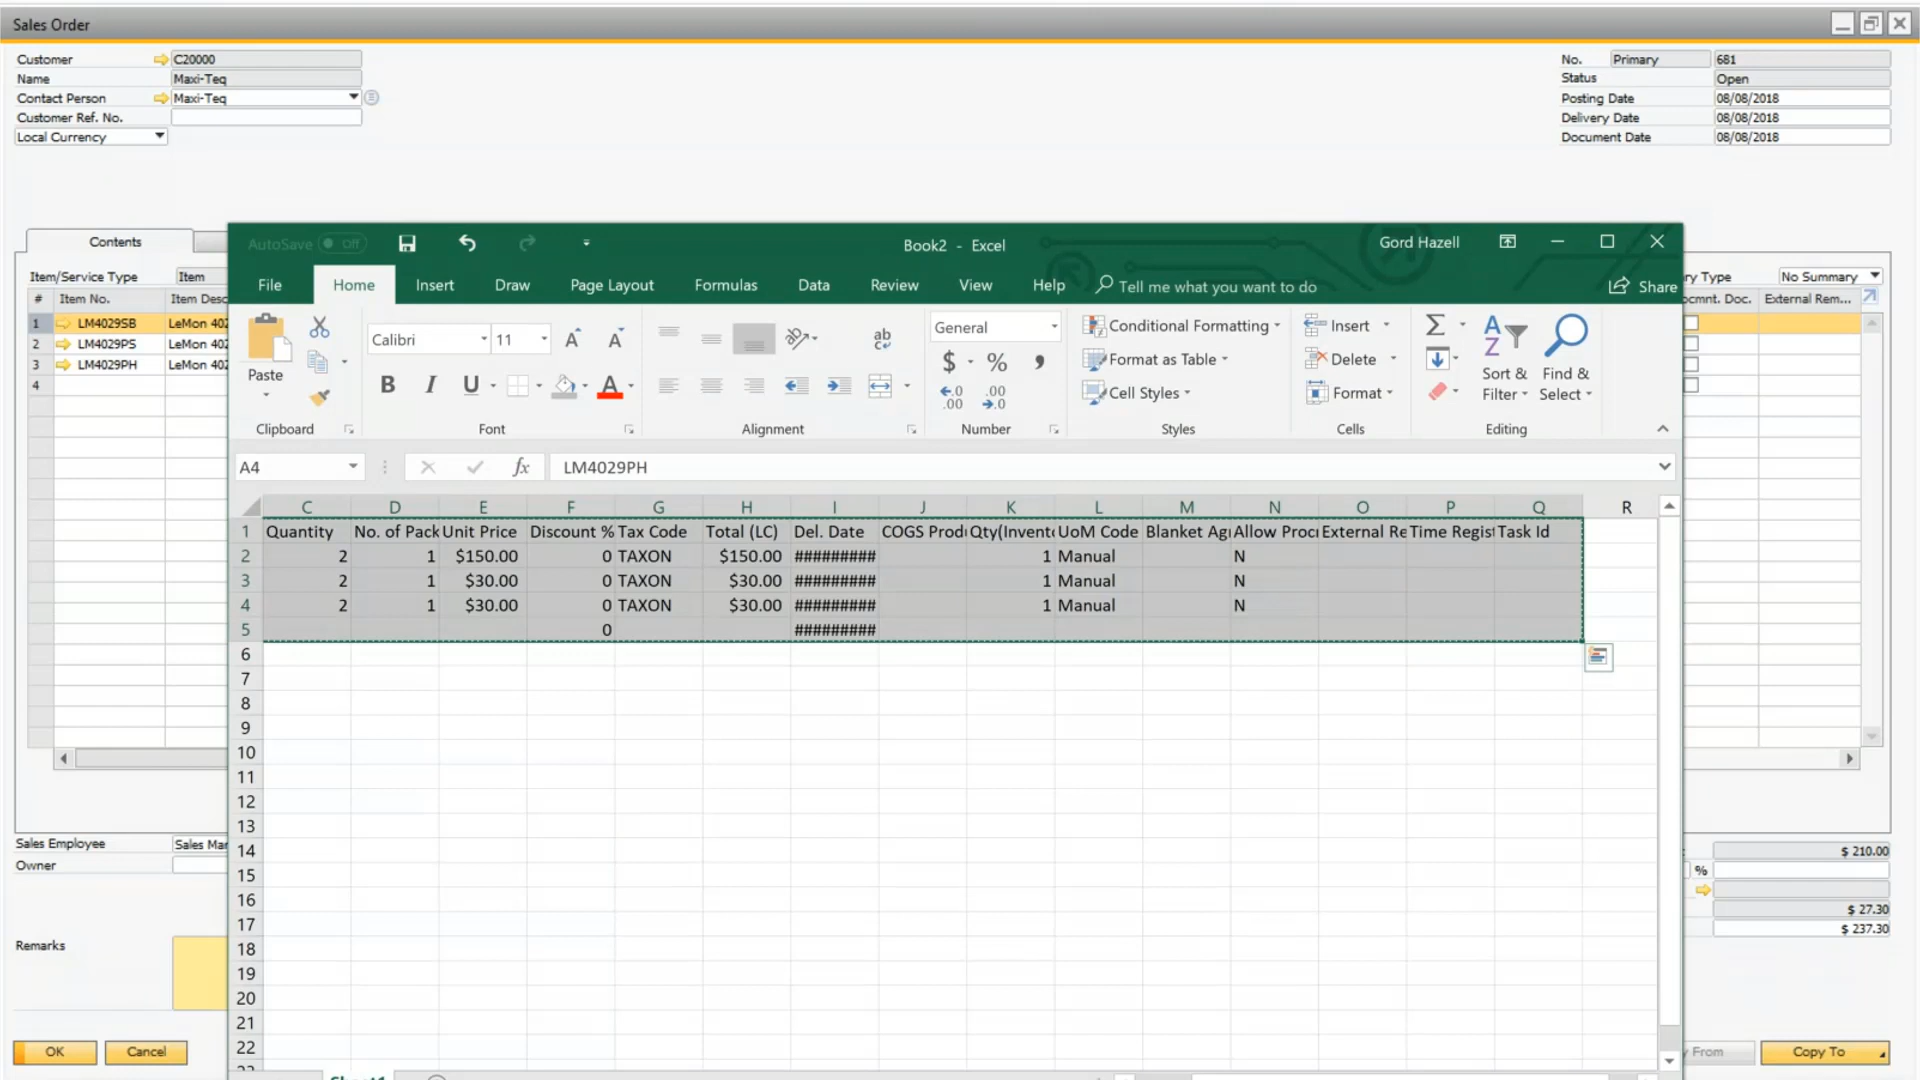 Sales Order
Customer C20000
Name Maxi-Teq
Contact Person Maxi-Teq
Customer Ref. No.
Local Currency
No. Primary 681
Status Open
Posting Date 08/08/2018
Delivery Date 08/08/2018
Document Date 08/08/2018
Contents
Item/Service Type Item
# Item No. Item Desc
1 LM4029SB LeMon 402
2 LM4029PS LeMon 402
3 LM4029PH LeMon 402
4
AutoSave Off
Book2 - Excel
Gord Hazell
File Home Insert Draw Page Layout Formulas Data Review View Help Tell me what you want to do Share
Paste
Clipboard
Calibri 11
B I U A
Font
ab
Alignment
General
$ % ,
Number
Conditional Formatting
Format as Table
Cell Styles
Styles
Insert
Delete
Format
Cells
Sort & Filter
Find & Select
Editing
A4 fx LM4029PH
C D E F G H I J K L M N O P Q R
1 Quantity No. of Pack Unit Price Discount % Tax Code Total (LC) Del. Date COGS Prod Qty(Invent UoM Code Blanket Ag Allow Proc External Re Time Regist Task Id
2 2 1 $150.00 0 TAXON $150.00 ######### 1 Manual N
3 2 1 $30.00 0 TAXON $30.00 ######### 1 Manual N
4 2 1 $30.00 0 TAXON $30.00 ######### 1 Manual N
5 0 #########
6
7
8
9
10
11
12
13
14
15
16
17
18
19
20
21
22
Sheet1
ry Type No Summary
ocmnt. Doc. External Rem...
Sales Employee Sales Man
Owner
Remarks
$ 210.00
%
$ 27.30
$ 237.30
OK Cancel
y From Copy To